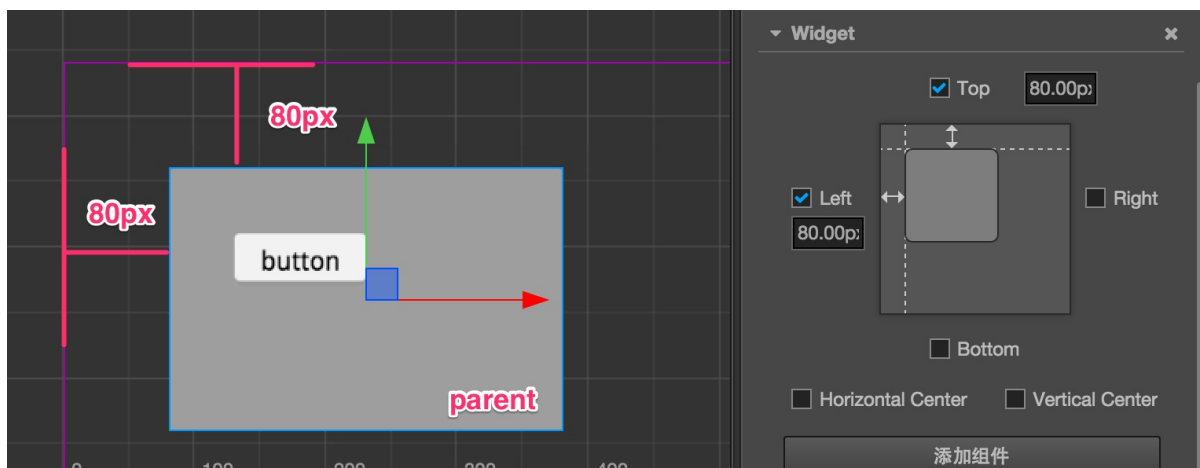 Widget
Top
80.00px
80px
80px
Left
80.00px
Right
button
parent
Bottom
Horizontal Center
Vertical Center
0
100
200
300
400
添加组件